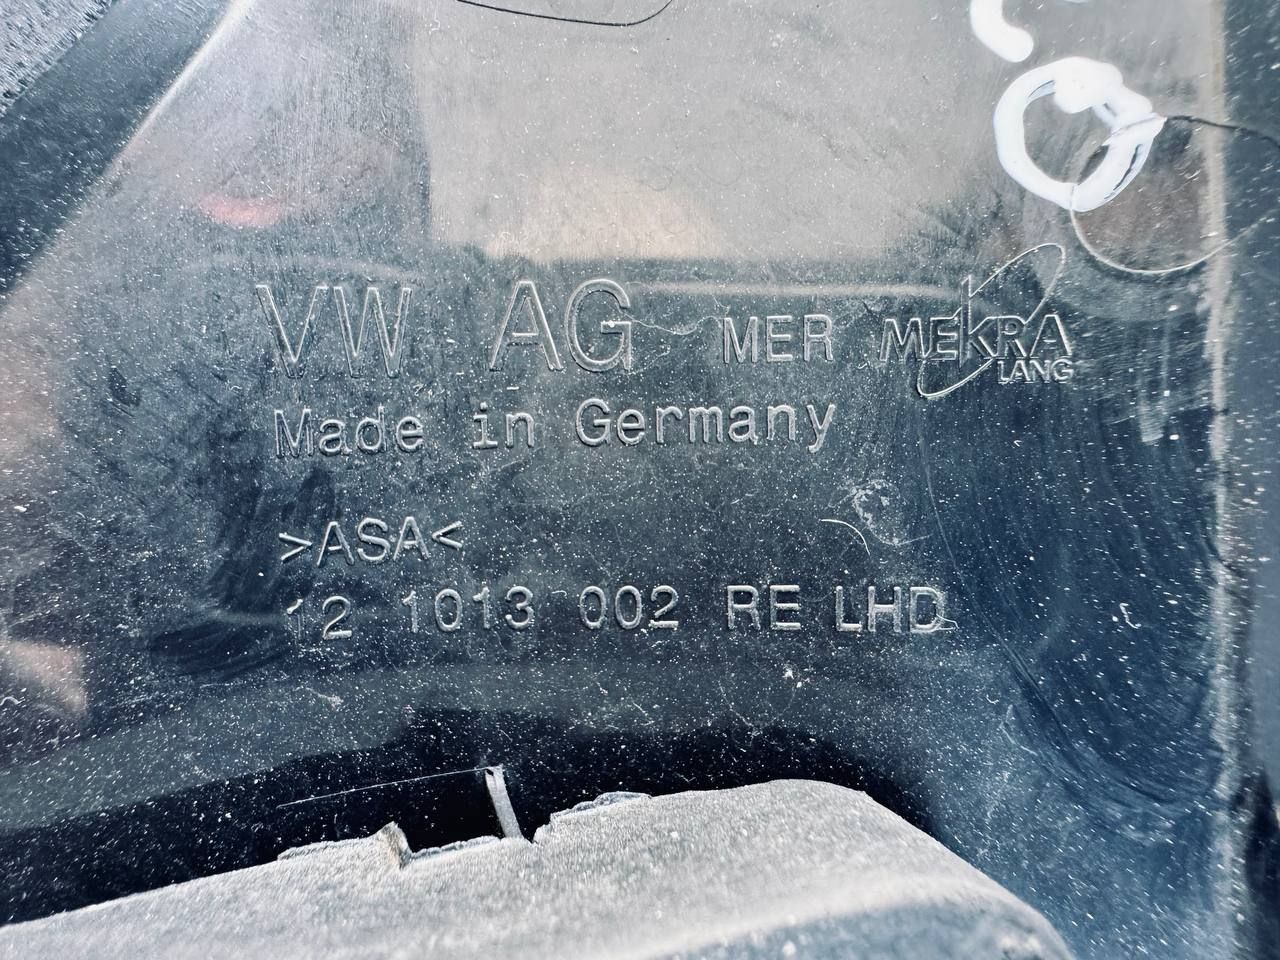 VW AG MER MEKRA
LANG
Made in Germany
>ASA<
12 1013 002 RE LHD